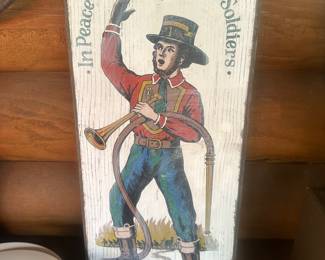 · In Peace
Soldiers ·